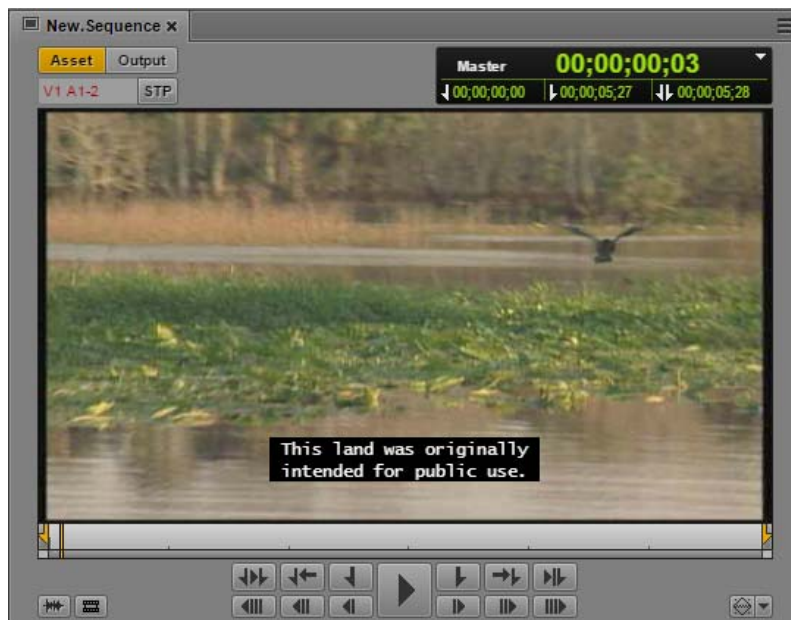 New.Sequence
Asset Output
Master 00;00;00;03
V1 A1-2 STP
00;00;00;00 00;00;05;27 00;00;05;28
This land was originally
intended for public use.